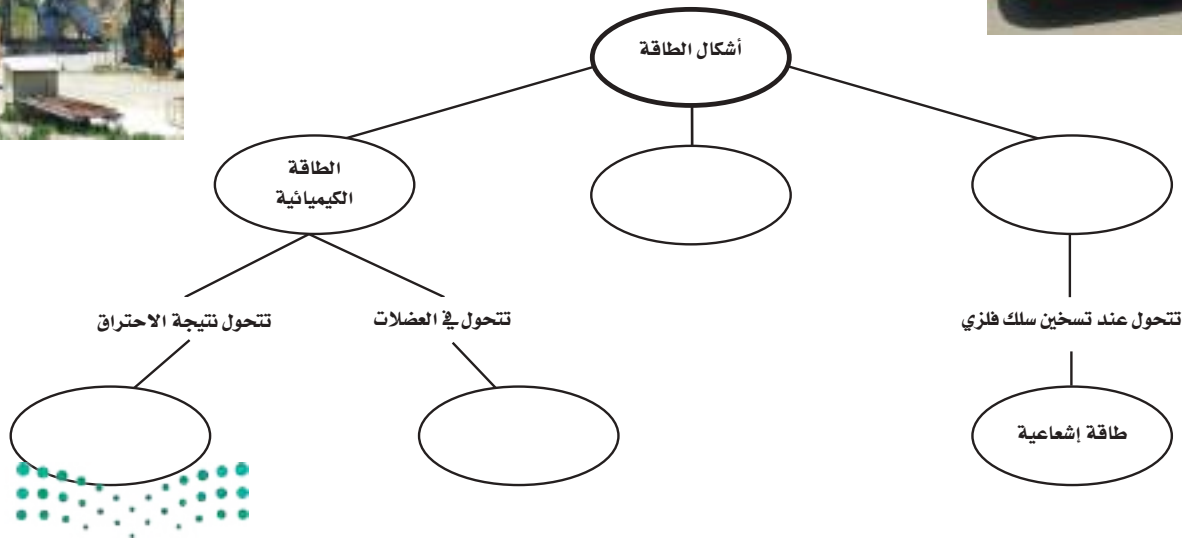 أشكال الطاقة
الطاقة
الكيميائية
تتحول عند تسخين سلك فلزي
تتحول في العضلات
تتحول نتيجة الاحتراق
طاقة إشعاعية